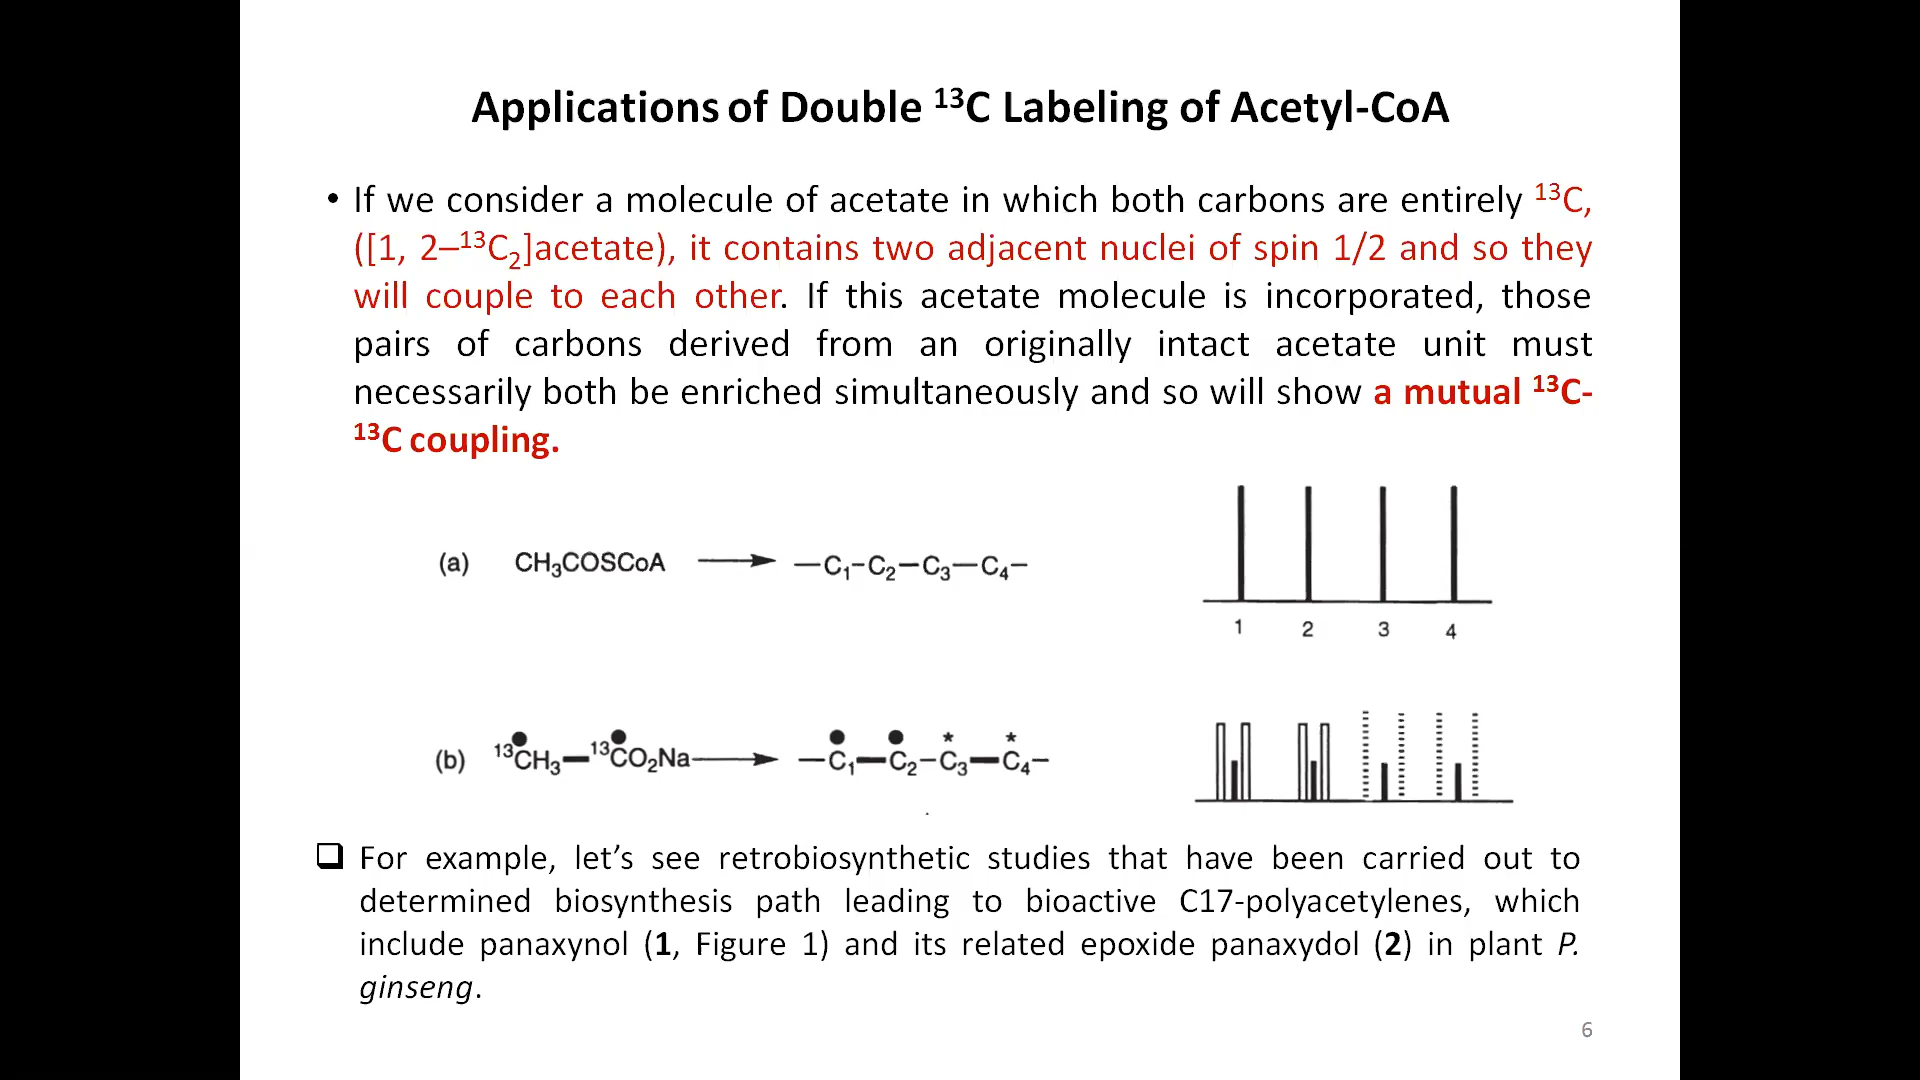 Applications of Double ¹³C Labeling of Acetyl-CoA
• If we consider a molecule of acetate in which both carbons are entirely ¹³C,
([1, 2–¹³C₂]acetate), it contains two adjacent nuclei of spin 1/2 and so they
will couple to each other. If this acetate molecule is incorporated, those
pairs of carbons derived from an originally intact acetate unit must
necessarily both be enriched simultaneously and so will show a mutual ¹³C-
¹³C coupling.
(a) CH₃COSCoA —C₁–C₂—C₃—C₄–
1 2 3 4
(b) ¹³CH₃—¹³CO₂Na —C₁—C₂–C₃—C₄–
* *
❑ For example, let’s see retrobiosynthetic studies that have been carried out to
determined biosynthesis path leading to bioactive C17-polyacetylenes, which
include panaxynol (1, Figure 1) and its related epoxide panaxydol (2) in plant P.
ginseng.
6